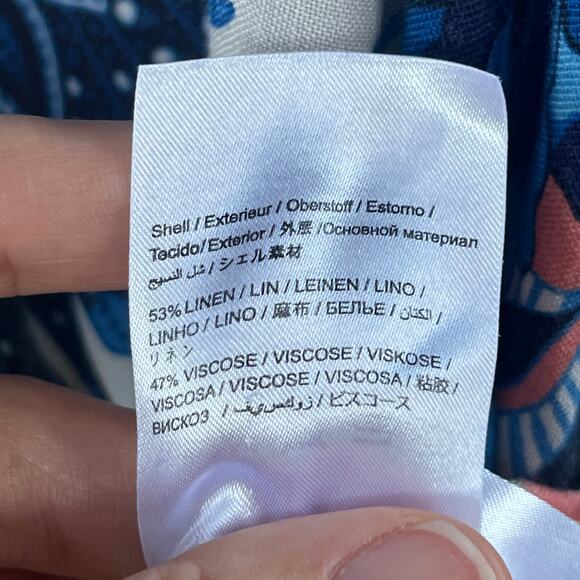 Shell / Exterieur / Oberstoff / Estorno /
Tecido/Exterior / 外层 /Основной материал
شل النسيج / シェル素材
53% LINEN / LIN / LEINEN / LINO /
LINHO / LINO / 麻布 / БЕЛЬЕ / الكتان /
リネン
47% VISCOSE / VISCOSE / VISKOSE /
VISCOSA / VISCOSE / VISCOSA / 粘胶/
ВИСКОЗ / / ビスコース